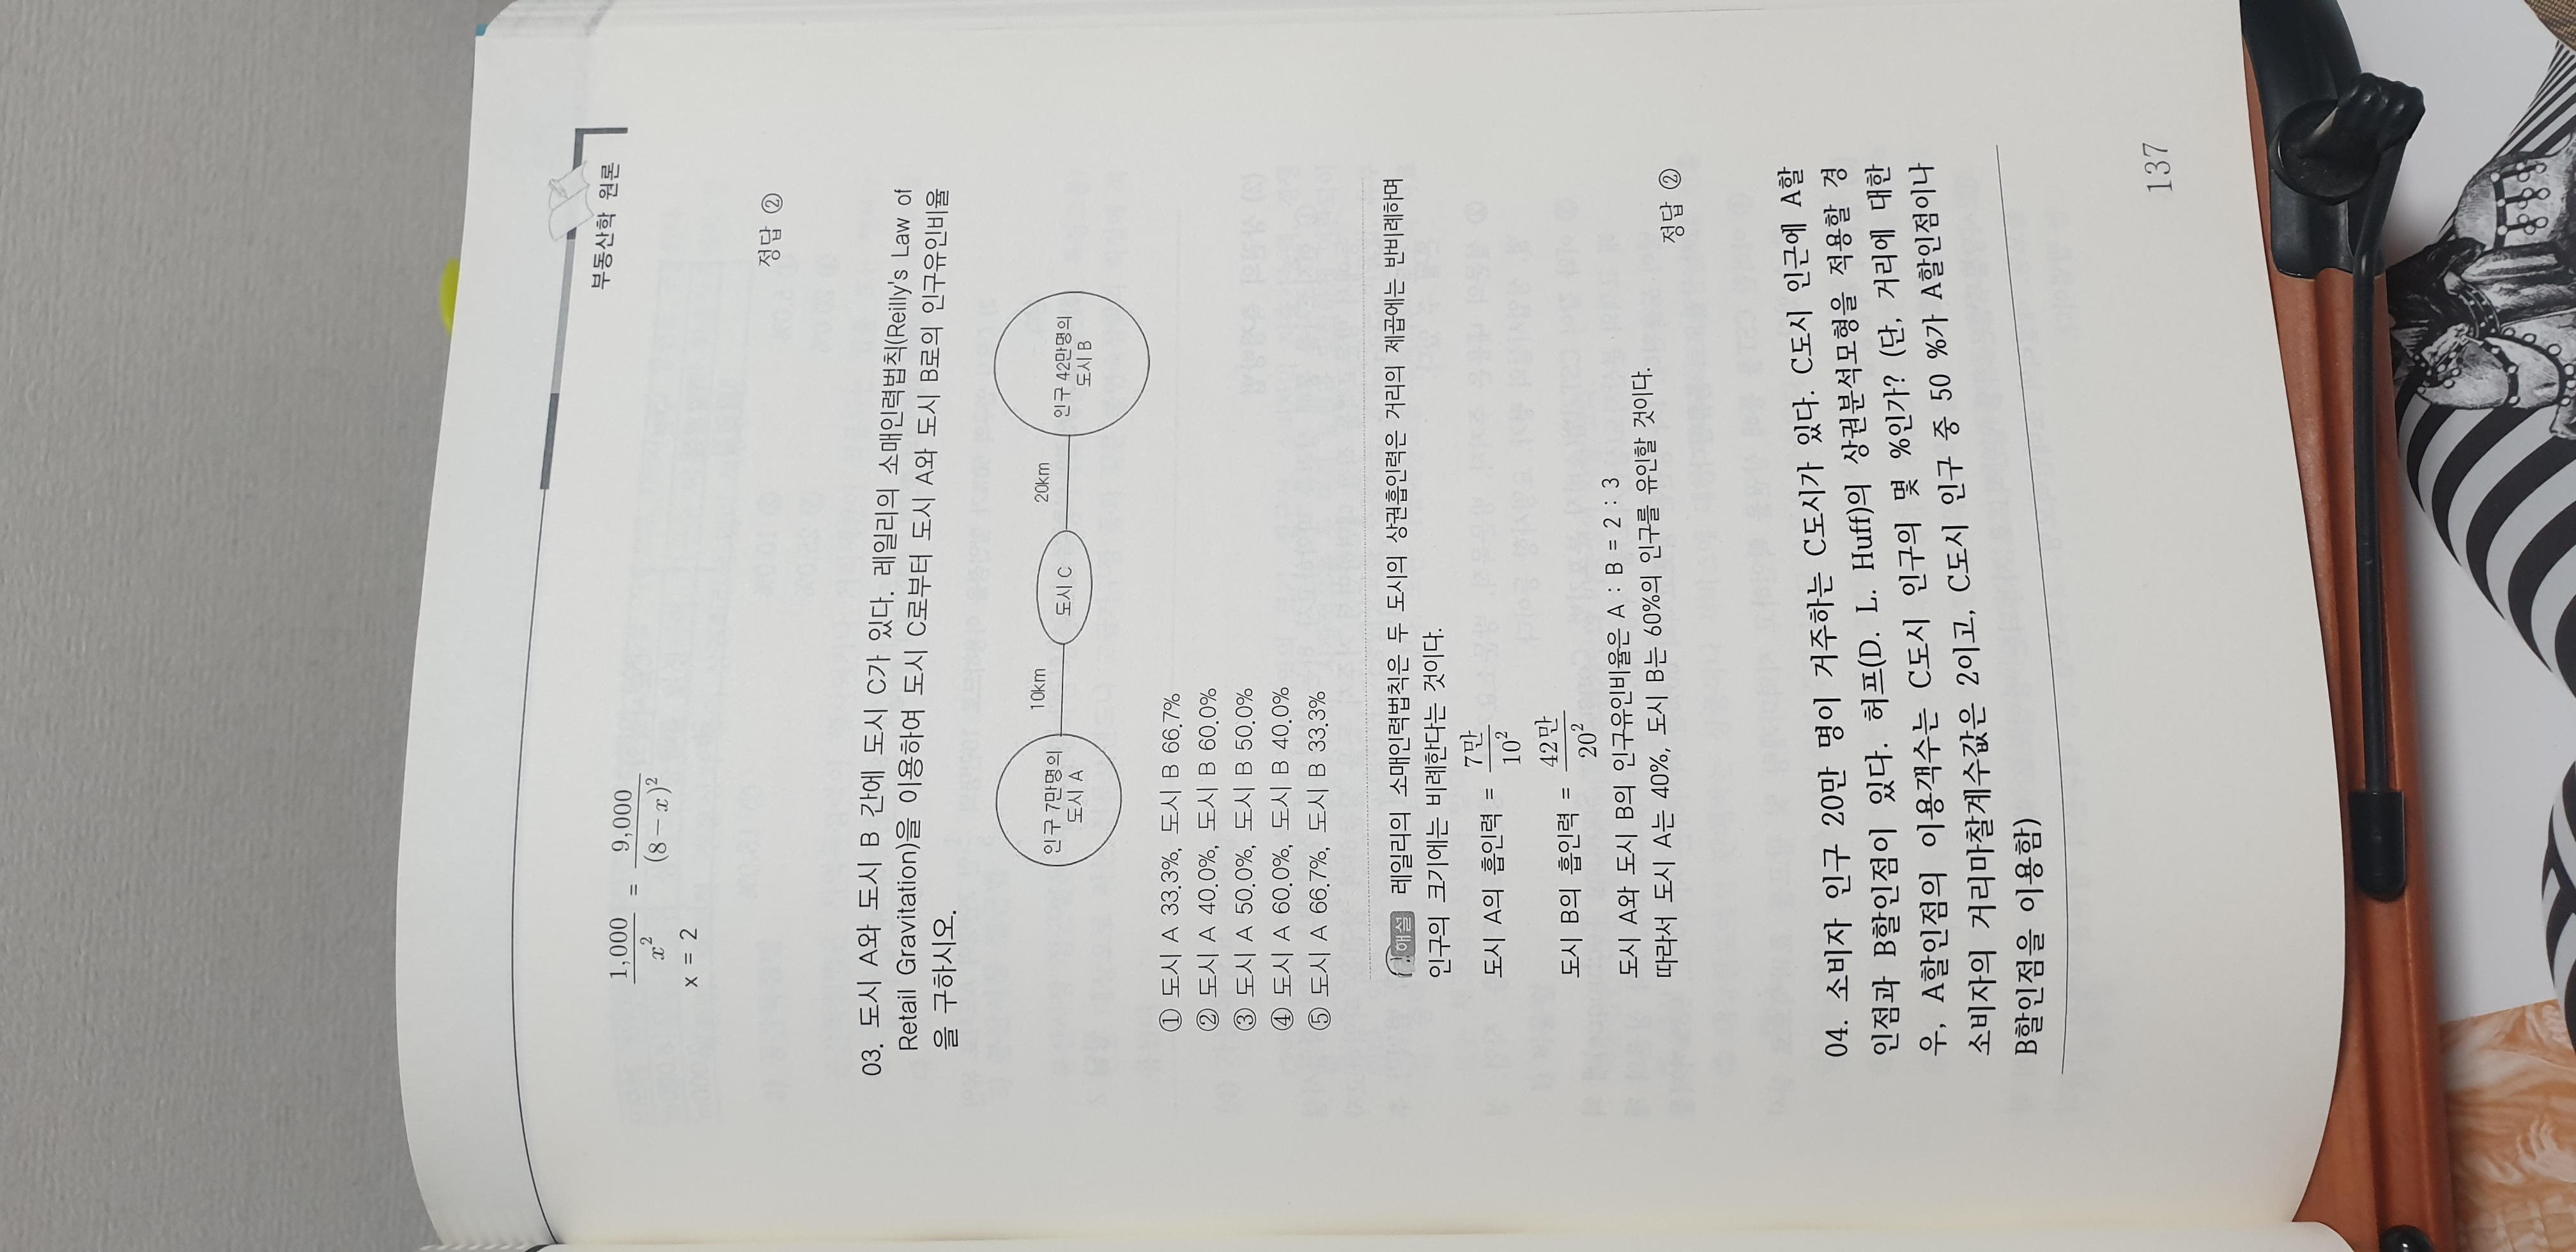 부동산학 원론
1,000/x² = 9,000/(8-x)²
x = 2
정답 ②
03. 도시 A와 도시 B 간에 도시 C가 있다. 레일리의 소매인력법칙(Reilly's Law of
Retail Gravitation)을 이용하여 도시 C로부터 도시 A와 도시 B로의 인구유인비율
을 구하시오.
인구 7만명의
도시 A
10km
도시 C
20km
인구 42만명의
도시 B
① 도시 A 33.3%, 도시 B 66.7%
② 도시 A 40.0%, 도시 B 60.0%
③ 도시 A 50.0%, 도시 B 50.0%
④ 도시 A 60.0%, 도시 B 40.0%
⑤ 도시 A 66.7%, 도시 B 33.3%
해설 레일리의 소매인력법칙은 두 도시의 상권흡인력은 거리의 제곱에는 반비례하며
인구의 크기에는 비례한다는 것이다.
도시 A의 흡인력 = 7만/10²
도시 B의 흡인력 = 42만/20²
도시 A와 도시 B의 인구유인비율은 A : B = 2 : 3
따라서 도시 A는 40%, 도시 B는 60%의 인구를 유인할 것이다.
정답 ②
04. 소비자 인구 20만 명이 거주하는 C도시가 있다. C도시 인근에 A할
인점과 B할인점이 있다. 허프(D. L. Huff)의 상권분석모형을 적용할 경
우, A할인점의 이용객수는 C도시 인구의 몇 %인가? (단, 거리에 대한
소비자의 거리마찰계수값은 2이고, C도시 인구 중 50 %가 A할인점이나
B할인점을 이용함)
137